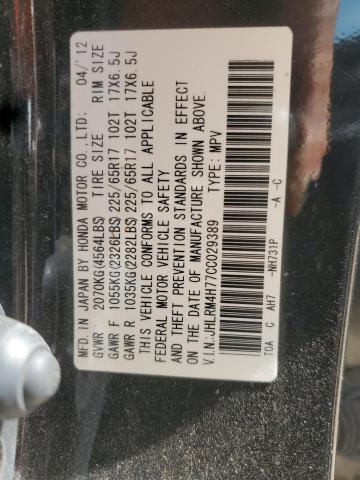 MFD. IN JAPAN BY HONDA MOTOR CO., LTD: 04/'12
GVWR 2070KG(4564LBS) TIRE SIZE RIM SIZE
GAWR F 1055KG(2326LBS)225/65R17 102T 17X6.5J
GAWR R 1035KG(2282LBS)225/65R17 102T 17X6.5J
THIS VEHICLE CONFORMS TO ALL APPLICABLE
FEDERAL MOTOR VEHICLE SAFETY
AND THEFT PREVENTION STANDARDS IN EFFECT
ON THE DATE OF MANUFACTURE SHOWN ABOVE.
V.I.N.:JHLRM4H77CC029389 TYPE: MPV
TOA C AH7 -NH731P -A -C